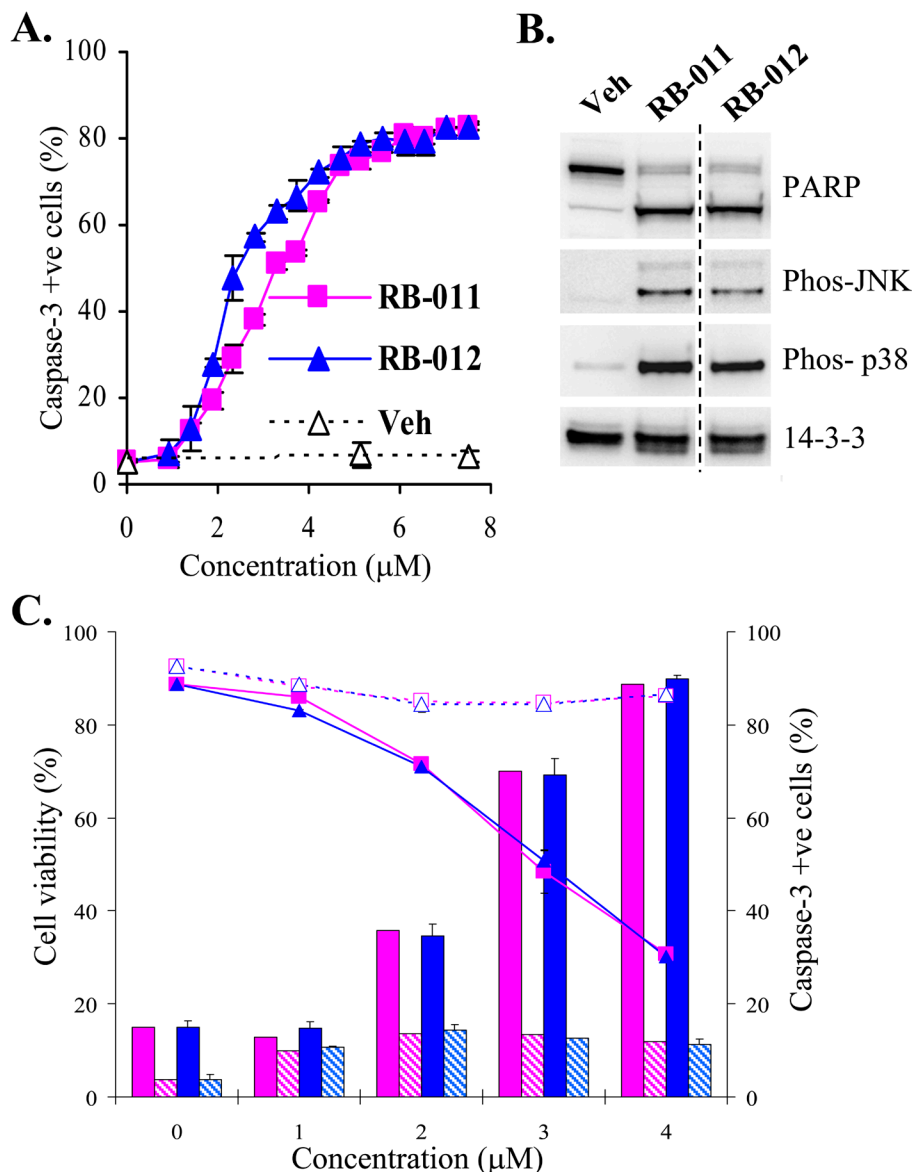 A.
100
80
60
40
20
0
Caspase-3 +ve cells (%)
RB-011
RB-012
Veh
0
2
4
6
8
Concentration (μM)
B.
Veh
RB-011
RB-012
PARP
Phos-JNK
Phos- p38
14-3-3
C.
100
80
60
40
20
0
Cell viability (%)
100
80
60
40
20
0
Caspase-3 +ve cells (%)
0
1
2
3
4
Concentration (μM)